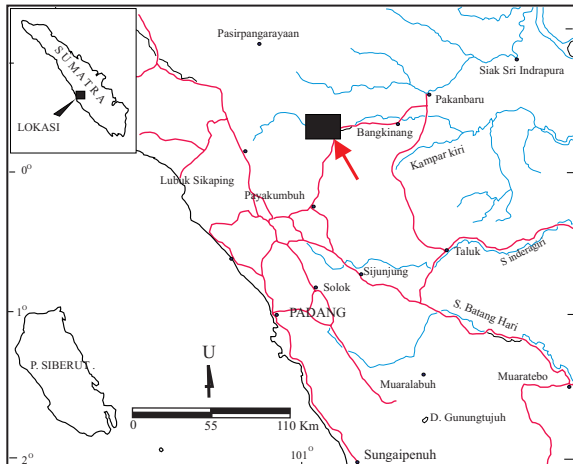 SUMATRA
LOKASI
Pasirpangarayaan
Siak Sri Indrapura
Pakanbaru
Bangkinang
Kampar kiri
0°
Lubuk Sikaping
Payakumbuh
Taluk
S inderagiri
Sijunjung
Solok
S. Batang Hari
1°
PADANG
P. SIBERUT .
U
Muaralabuh
Muaratebo
0 55 110 Km
D. Gunungtujuh
2°
101°
Sungaipenuh